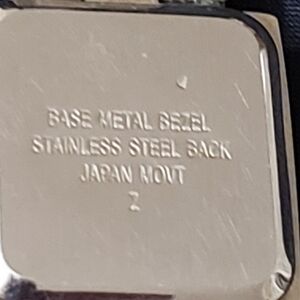 BASE METAL BEZEL
STAINLESS STEEL BACK
JAPAN MOVT
Z